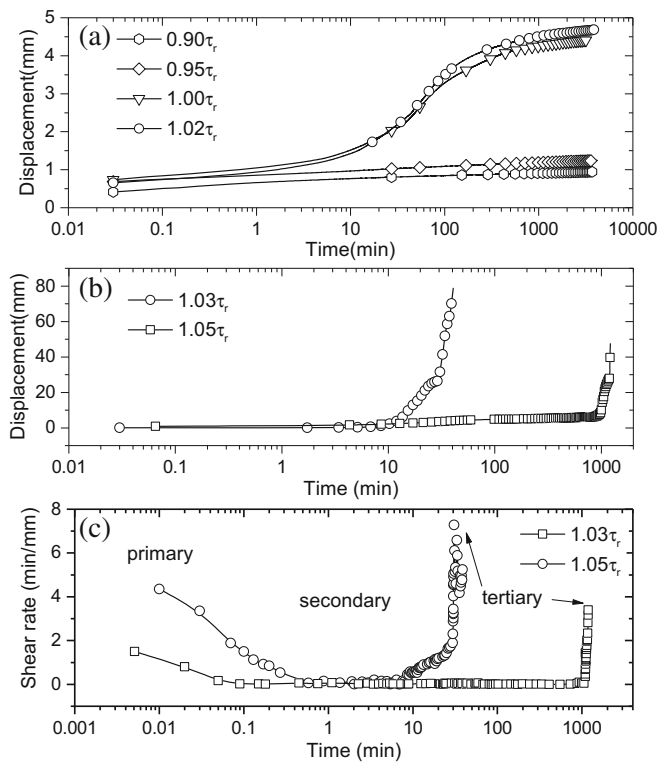 (a)
0.90τr
0.95τr
1.00τr
1.02τr
Displacement(mm)
5
4
3
2
1
0
0.01 0.1 1 10 100 1000 10000
Time(min)
(b)
1.03τr
1.05τr
Displacement(mm)
80
60
40
20
0
0.01 0.1 1 10 100 1000
Time (min)
(c)
1.03τr
1.05τr
primary
secondary
tertiary
Shear rate (min/mm)
8
6
4
2
0
0.001 0.01 0.1 1 10 100 1000
Time (min)